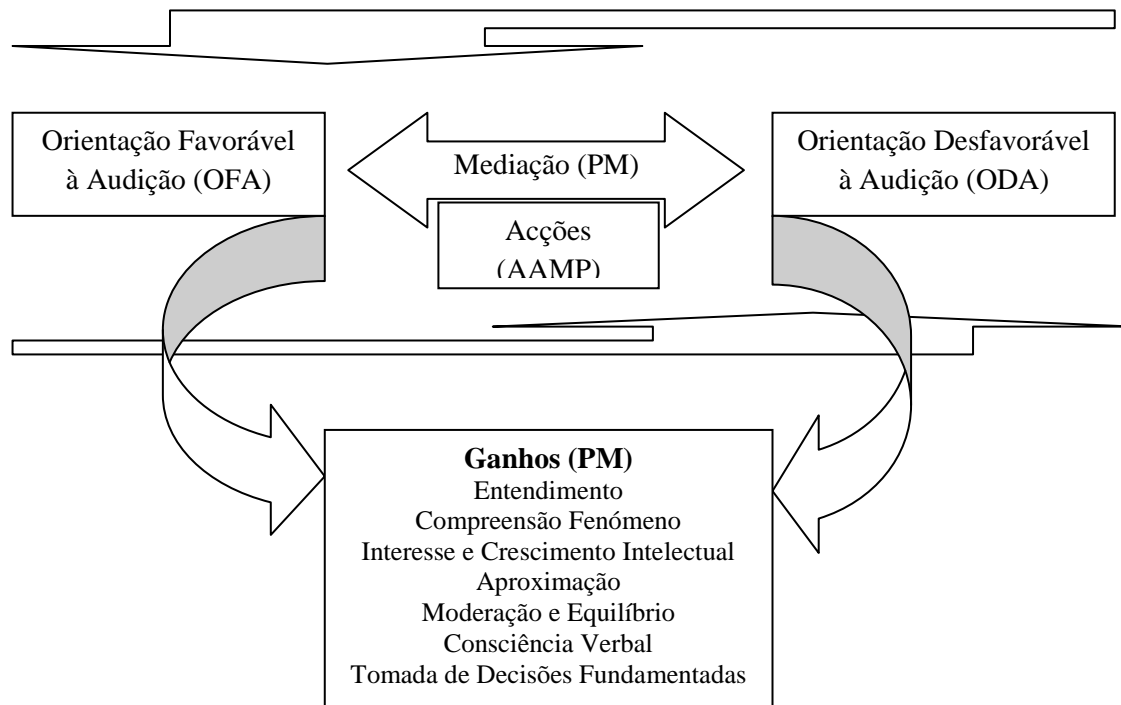 Orientação Favorável
à Audição (OFA)
Mediação (PM)
Acções
(AAMP)
Orientação Desfavorável
à Audição (ODA)
Ganhos (PM)
Entendimento
Compreensão Fenómeno
Interesse e Crescimento Intelectual
Aproximação
Moderação e Equilíbrio
Consciência Verbal
Tomada de Decisões Fundamentadas